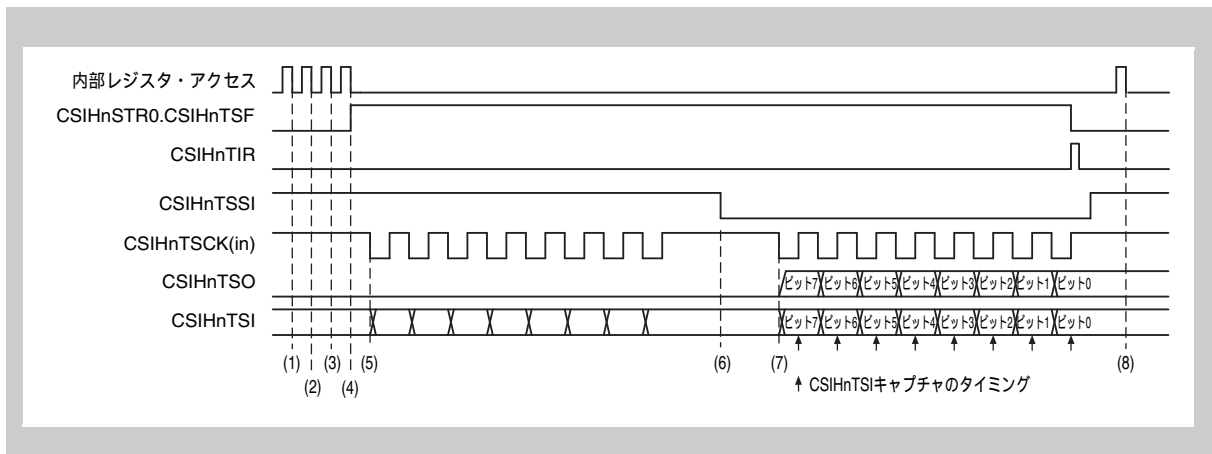 内部レジスタ・アクセス
CSIHnSTR0.CSIHnTSF
CSIHnTIR
CSIHnTSSI
CSIHnTSCK(in)
CSIHnTSO
ビット7 ビット6 ビット5 ビット4 ビット3 ビット2 ビット1 ビット0
CSIHnTSI
ビット7 ビット6 ビット5 ビット4 ビット3 ビット2 ビット1 ビット0
(1) (3) (5) (6) (7) (8)
(2) (4)
CSIHnTSIキャプチャのタイミング